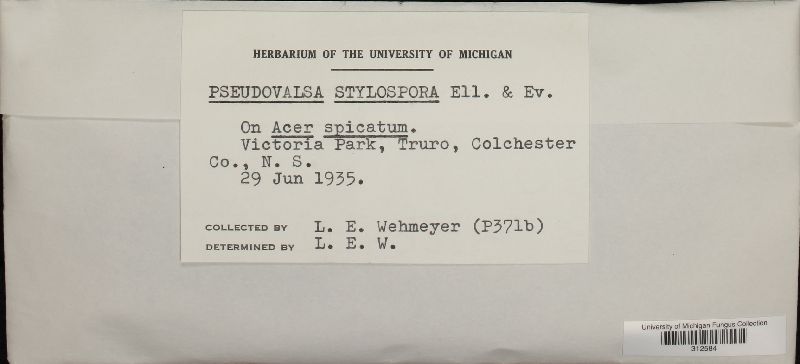 HERBARIUM OF THE UNIVERSITY OF MICHIGAN
PSEUDOVALSA STYLOSPORA Ell. & Ev.
On Acer spicatum.
Victoria Park, Truro, Colchester
Co., N. S.
29 Jun 1935.
COLLECTED BY L. E. Wehmeyer (P371b)
DETERMINED BY L. E. W.
University of Michigan Fungus Collection
312584